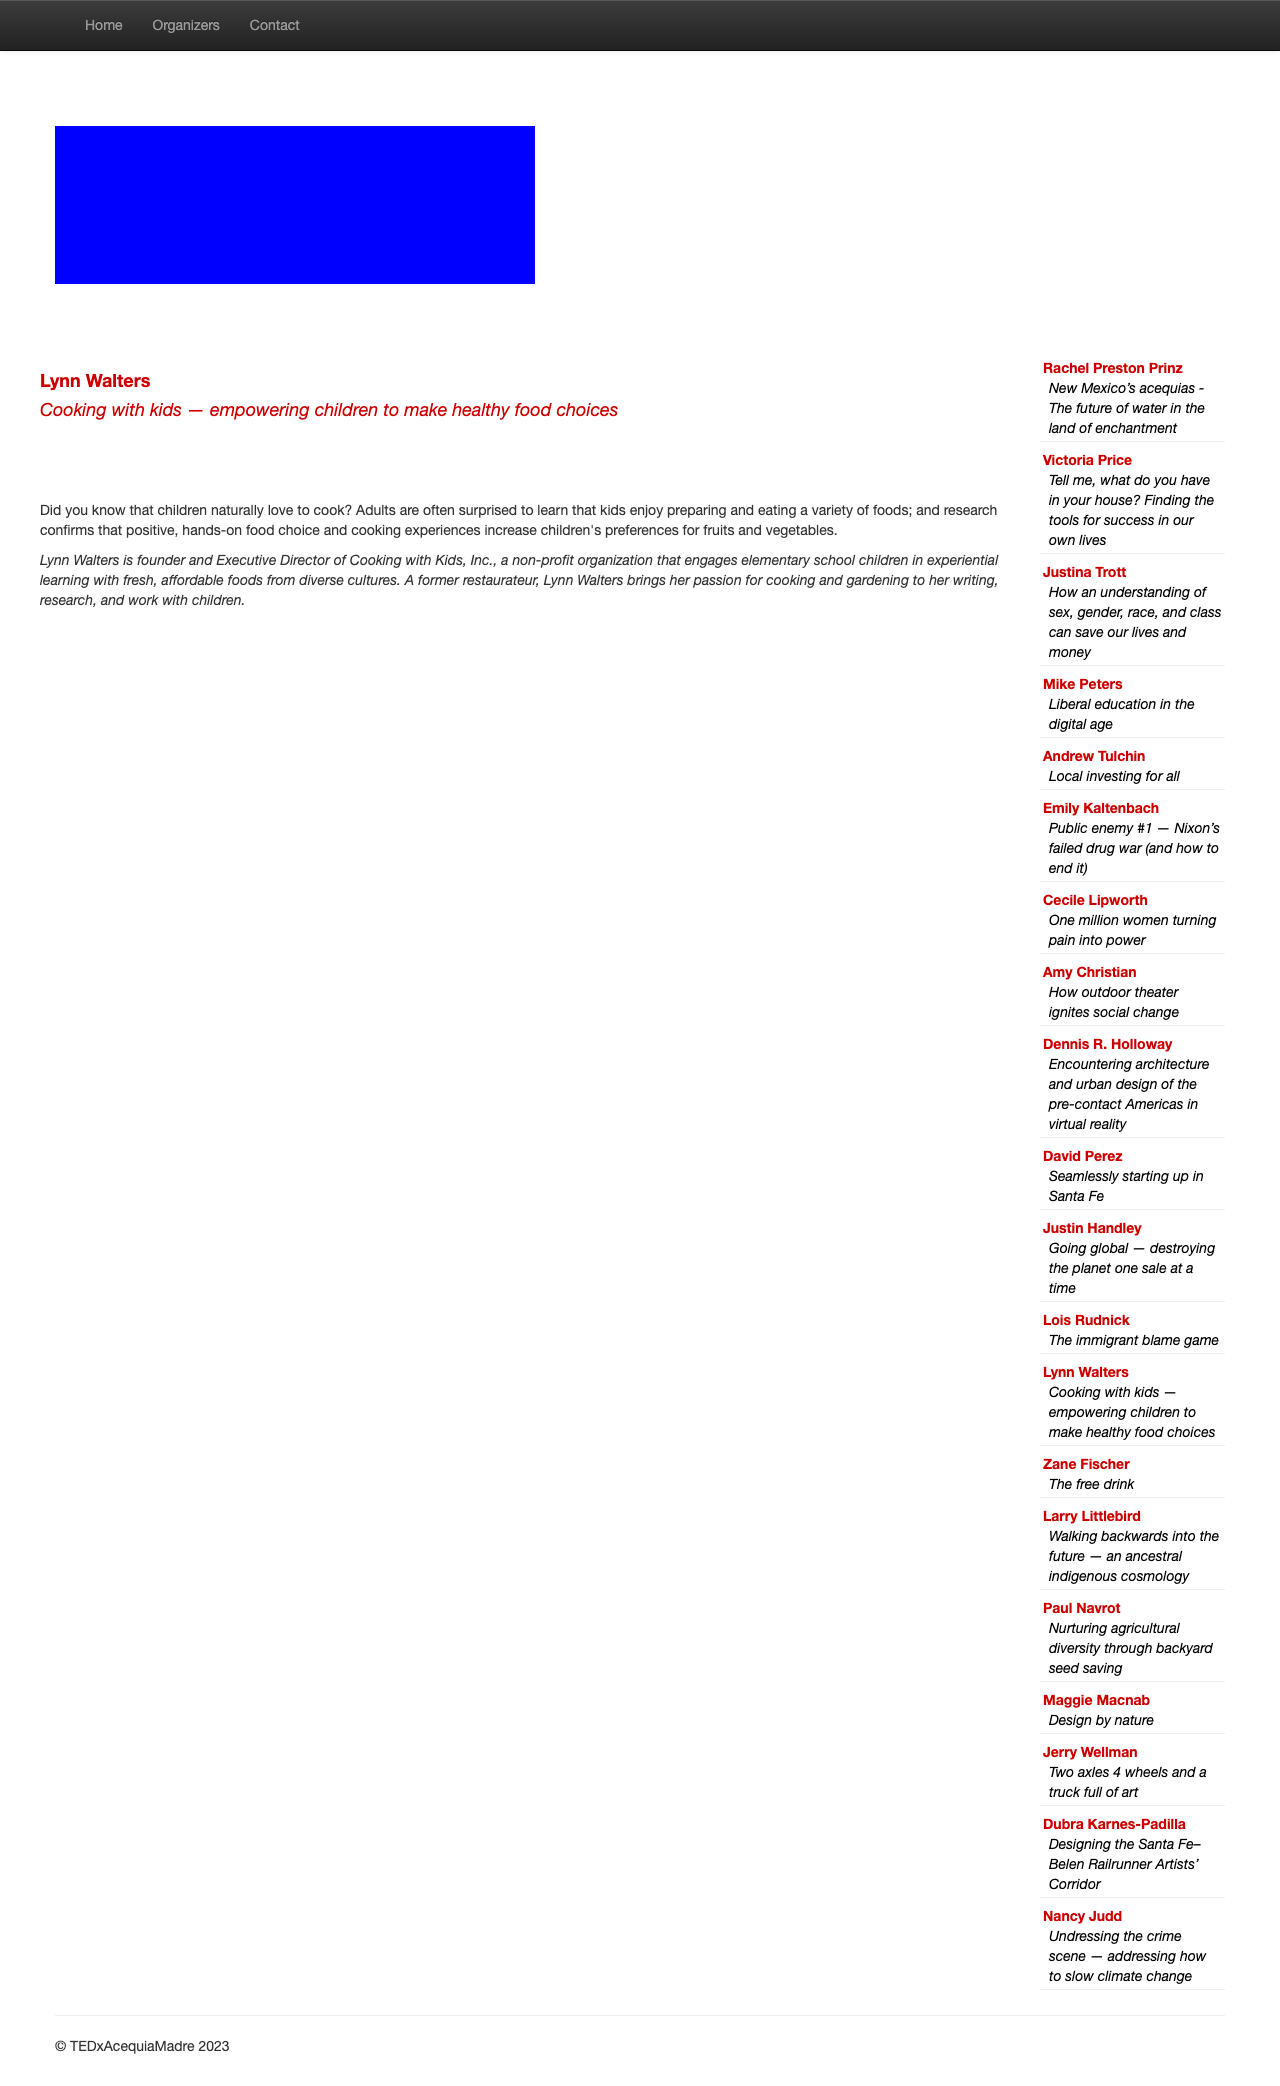 Home
Organizers
Contact
Lynn Walters
Cooking with kids — empowering children to make healthy food choices
Did you know that children naturally love to cook? Adults are often surprised to learn that kids enjoy preparing and eating a variety of foods; and research
confirms that positive, hands-on food choice and cooking experiences increase children's preferences for fruits and vegetables.
Lynn Walters is founder and Executive Director of Cooking with Kids, Inc., a non-profit organization that engages elementary school children in experiential
learning with fresh, affordable foods from diverse cultures. A former restaurateur, Lynn Walters brings her passion for cooking and gardening to her writing,
research, and work with children.
Rachel Preston Prinz
New Mexico’s acequias -
The future of water in the
land of enchantment
Victoria Price
Tell me, what do you have
in your house? Finding the
tools for success in our
own lives
Justina Trott
How an understanding of
sex, gender, race, and class
can save our lives and
money
Mike Peters
Liberal education in the
digital age
Andrew Tulchin
Local investing for all
Emily Kaltenbach
Public enemy #1 — Nixon’s
failed drug war (and how to
end it)
Cecile Lipworth
One million women turning
pain into power
Amy Christian
How outdoor theater
ignites social change
Dennis R. Holloway
Encountering architecture
and urban design of the
pre-contact Americas in
virtual reality
David Perez
Seamlessly starting up in
Santa Fe
Justin Handley
Going global — destroying
the planet one sale at a
time
Lois Rudnick
The immigrant blame game
Lynn Walters
Cooking with kids —
empowering children to
make healthy food choices
Zane Fischer
The free drink
Larry Littlebird
Walking backwards into the
future — an ancestral
indigenous cosmology
Paul Navrot
Nurturing agricultural
diversity through backyard
seed saving
Maggie Macnab
Design by nature
Jerry Wellman
Two axles 4 wheels and a
truck full of art
Dubra Karnes-Padilla
Designing the Santa Fe–
Belen Railrunner Artists’
Corridor
Nancy Judd
Undressing the crime
scene — addressing how
to slow climate change
© TEDxAcequiaMadre 2023